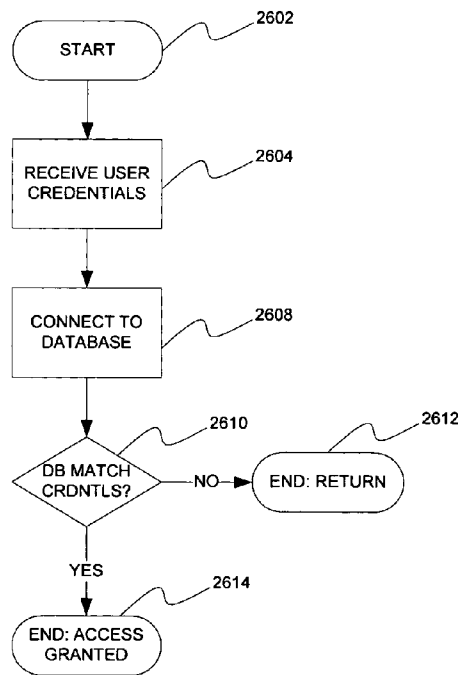 2602
START
2604
RECEIVE USER
CREDENTIALS
2608
CONNECT TO
DATABASE
2610
2612
DB MATCH
CRDNTLS?
NO
END: RETURN
YES
2614
END: ACCESS
GRANTED